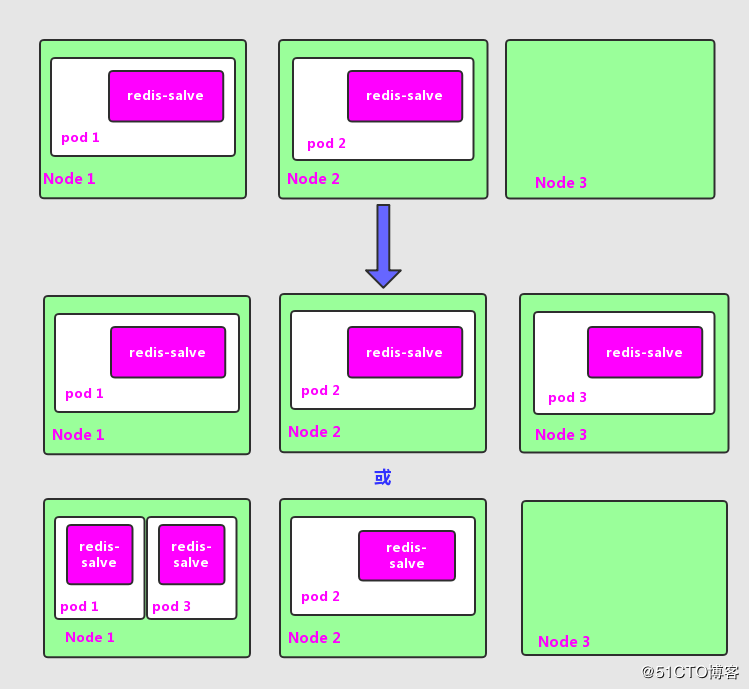 redis-salve
redis-salve
pod 1
pod 2
Node 1
Node 2
Node 3
redis-salve
redis-salve
redis-salve
pod 1
pod 2
pod 3
Node 1
Node 2
Node 3
或
redis-
salve
redis-
salve
redis-
salve
pod 1
pod 3
pod 2
Node 1
Node 2
Node 3
@51CTO博客